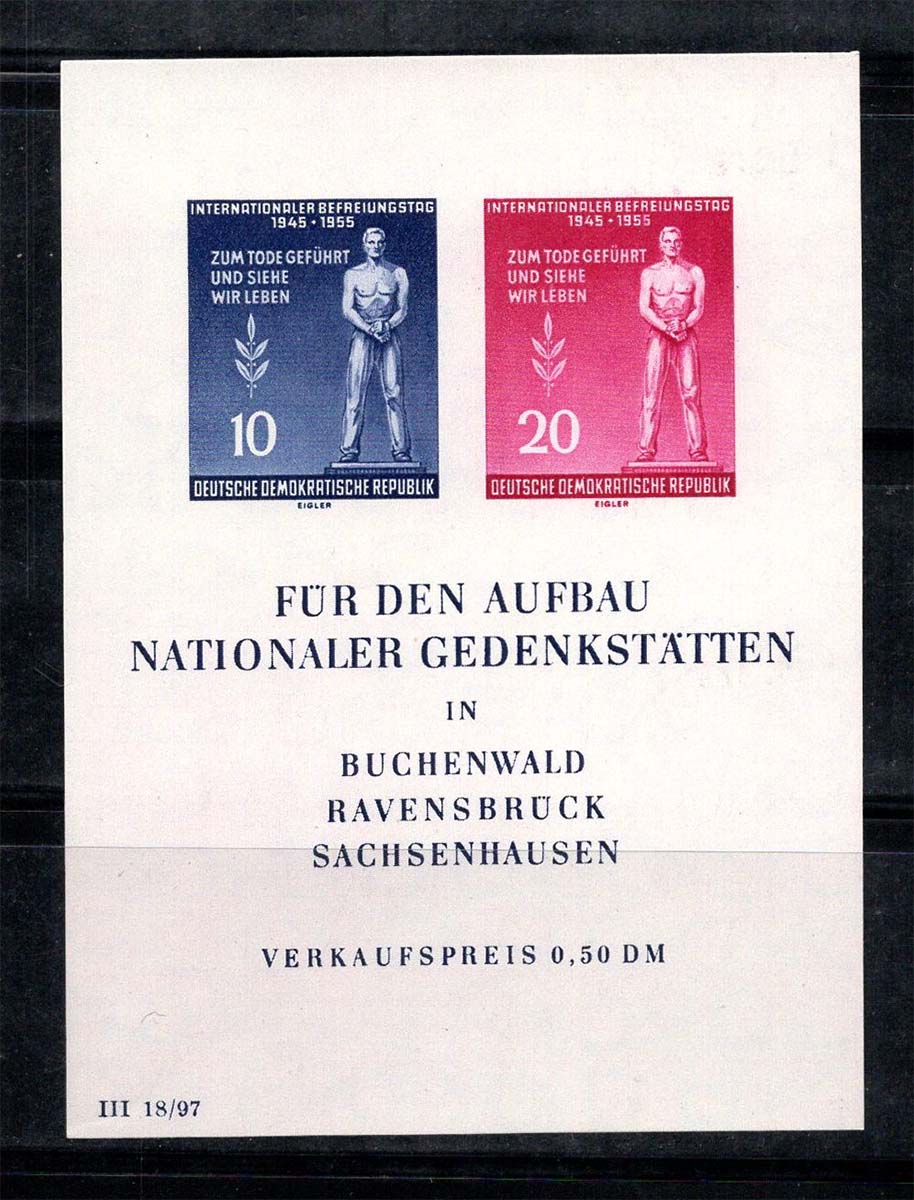 INTERNATIONALER BEFREIUNGSTAG
1945 • 1955
ZUM TODE GEFÜHRT
UND SIEHE
WIR LEBEN
10
DEUTSCHE DEMOKRATISCHE REPUBLIK
EIGLER
INTERNATIONALER BEFREIUNGSTAG
1945 • 1955
ZUM TODE GEFÜHRT
UND SIEHE
WIR LEBEN
20
DEUTSCHE DEMOKRATISCHE REPUBLIK
EIGLER
FÜR DEN AUFBAU
NATIONALER GEDENKSTÄTTEN
IN
BUCHENWALD
RAVENSBRÜCK
SACHSENHAUSEN
VERKAUFSPREIS 0,50 DM
III 18/97